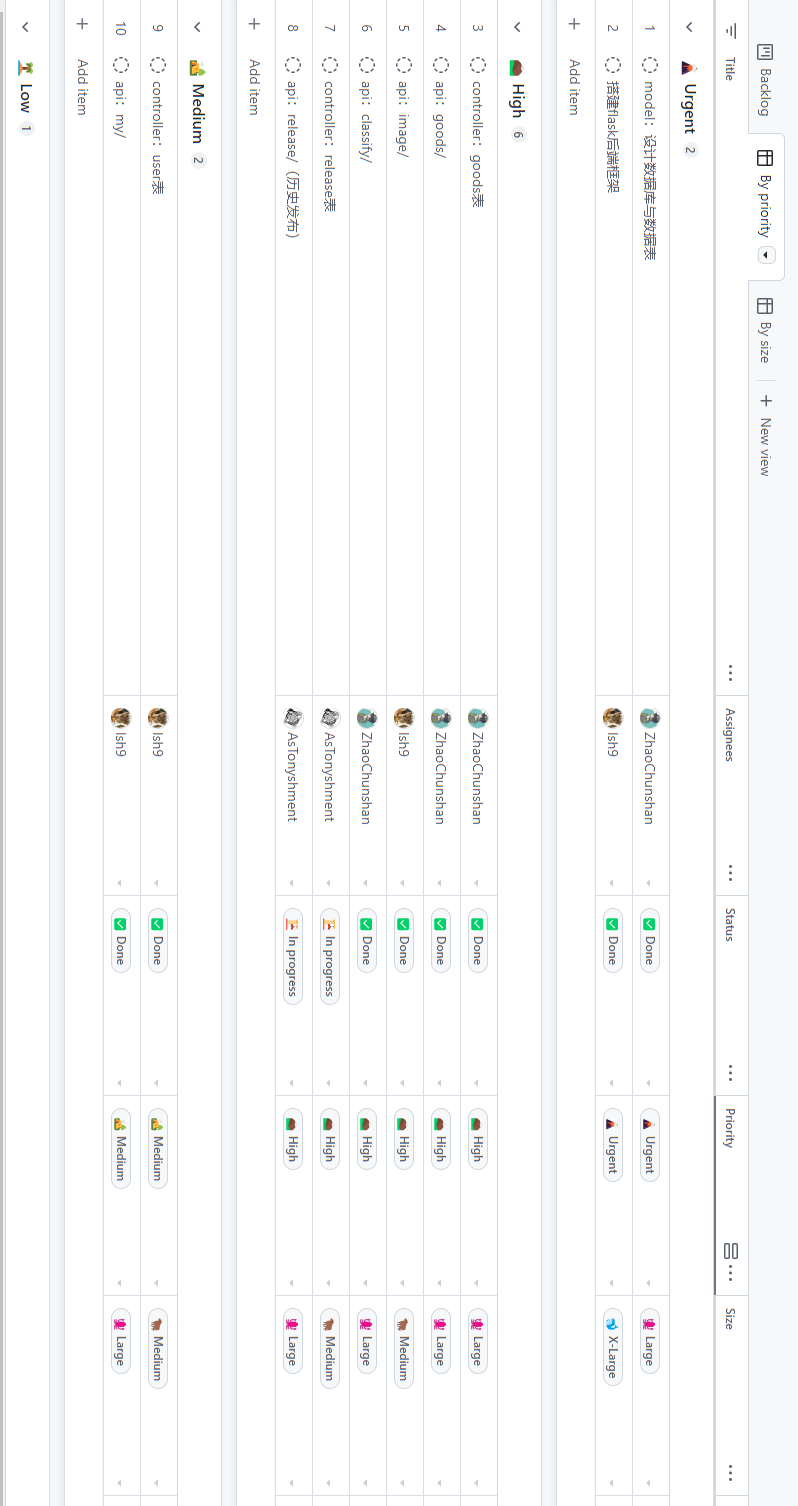 Backlog By priority By size New view
Title Assignees Status Priority Size
Urgent 2
1 model：设计数据库与数据表 ZhaoChunshan Done Urgent Large
2 搭建flask后端框架 lsh9 Done Urgent X-Large
Add item
High 6
3 controller：goods表 ZhaoChunshan Done High Large
4 api：goods/ ZhaoChunshan Done High Large
5 api：image/ lsh9 Done High Medium
6 api：classify/ ZhaoChunshan Done High Large
7 controller：release表 AsTonyshment In progress High Medium
8 api：release/（历史发布） AsTonyshment In progress High Large
Add item
Medium 2
9 controller：user表 lsh9 Done Medium Medium
10 api：my/ lsh9 Done Medium Large
Add item
Low 1